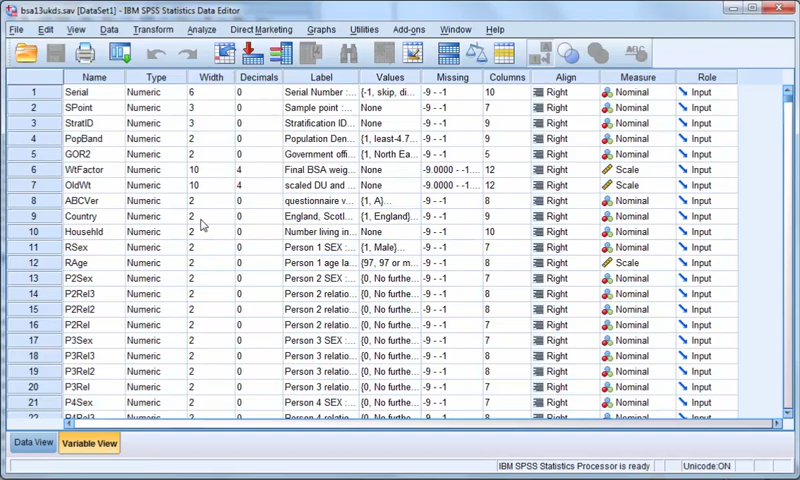 bsa13ukds.sav [DataSet1] - IBM SPSS Statistics Data Editor
File Edit View Data Transform Analyze Direct Marketing Graphs Utilities Add-ons Window Help
Name Type Width Decimals Label Values Missing Columns Align Measure Role
1 Serial Numeric 6 0 Serial Number :... {-1, skip, di... -9 - -1 10 Right Nominal Input
2 SPoint Numeric 3 0 Sample point :... None -9 - -1 7 Right Nominal Input
3 StratID Numeric 3 0 Stratification ID... None -9 - -1 9 Right Nominal Input
4 PopBand Numeric 2 0 Population Den... {1, least-4.7... -9 - -1 9 Right Nominal Input
5 GOR2 Numeric 2 0 Government offi... {1, North Ea... -9 - -1 5 Right Nominal Input
6 WtFactor Numeric 10 4 Final BSA weig... None -9.0000 - -1.... 12 Right Scale Input
7 OldWt Numeric 10 4 scaled DU and ... None -9.0000 - -1.... 12 Right Scale Input
8 ABCVer Numeric 2 0 questionnaire v... {1, A}... -9 - -1 8 Right Nominal Input
9 Country Numeric 2 0 England, Scotl... {1, England}... -9 - -1 9 Right Nominal Input
10 Househld Numeric 2 0 Number living in... None -9 - -1 10 Right Nominal Input
11 RSex Numeric 2 0 Person 1 SEX :... {1, Male}... -9 - -1 7 Right Nominal Input
12 RAge Numeric 2 0 Person 1 age la... {97, 97 or m... -9 - -1 8 Right Scale Input
13 P2Sex Numeric 2 0 Person 2 SEX :... {0, No furthe... -9 - -1 7 Right Nominal Input
14 P2Rel3 Numeric 2 0 Person 2 relatio... {0, No furthe... -9 - -1 8 Right Nominal Input
15 P2Rel2 Numeric 2 0 Person 2 relatio... {0, No furthe... -9 - -1 8 Right Nominal Input
16 P2Rel Numeric 2 0 Person 2 relatio... {0, No furthe... -9 - -1 7 Right Nominal Input
17 P3Sex Numeric 2 0 Person 3 SEX :... {0, No furthe... -9 - -1 7 Right Nominal Input
18 P3Rel3 Numeric 2 0 Person 3 relatio... {0, No furthe... -9 - -1 8 Right Nominal Input
19 P3Rel2 Numeric 2 0 Person 3 relatio... {0, No furthe... -9 - -1 8 Right Nominal Input
20 P3Rel Numeric 2 0 Person 3 relatio... {0, No furthe... -9 - -1 7 Right Nominal Input
21 P4Sex Numeric 2 0 Person 4 SEX :... {0, No furthe... -9 - -1 7 Right Nominal Input
22 P4Rel3 Numeric 2 0 Person 4 relatio... {0, No furthe... -9 - -1 8 Right Nominal Input
Data View Variable View
IBM SPSS Statistics Processor is ready Unicode:ON